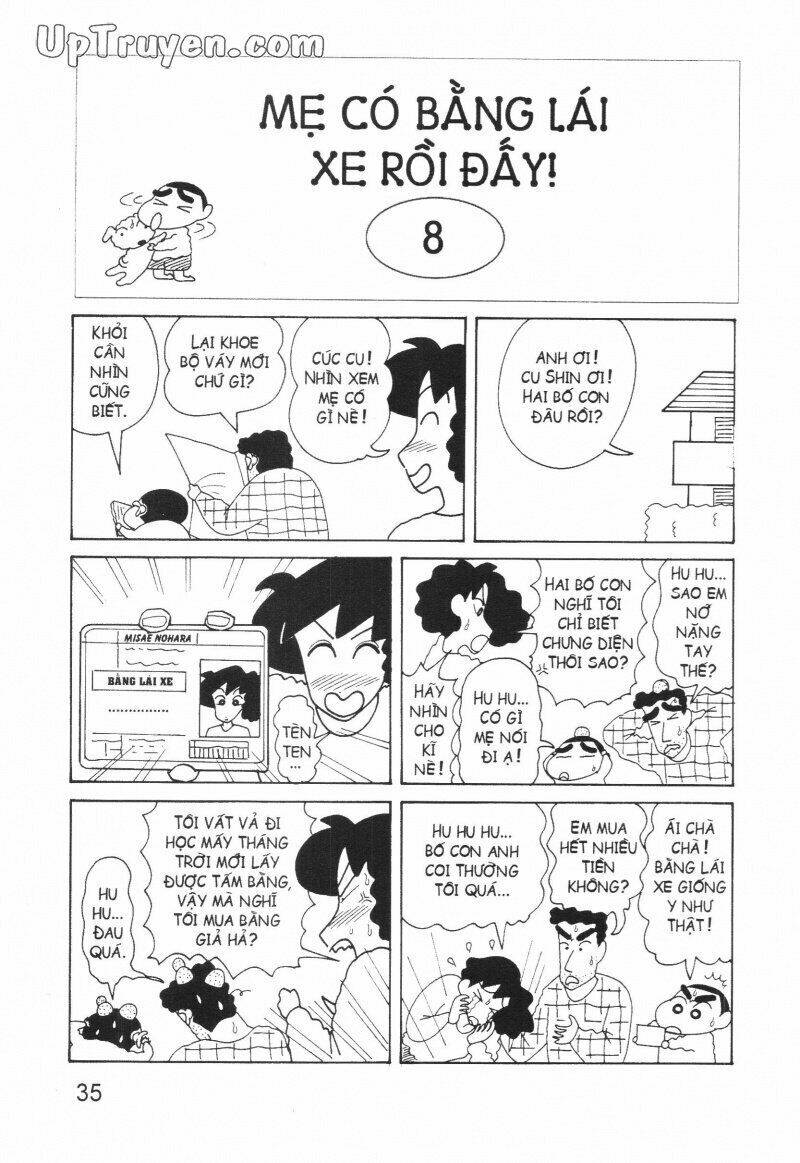 UpTruyen.com
MẸ CÓ BẰNG LÁI
XE RỒI ĐẤY!
8
ANH ƠI!
CU SHIN ƠI!
HAI BỐ CON
ĐÂU RỒI?
CÚC CU!
NHÌN XEM
MẸ CÓ
GÌ NÈ!
LẠI KHOE
BỘ VÁY MỚI
CHỨ GÌ?
KHỎI
CẦN
NHÌN
CŨNG
BIẾT.
HU HU...
SAO EM
NỠ
NẶNG
TAY
THẾ?
HAI BỐ CON
NGHĨ TÔI
CHỈ BIẾT
CHƯNG DIỆN
THÔI SAO?
HU HU...
CÓ GÌ
MẸ NÓI
ĐI Ạ!
HÃY
NHÌN
CHO
KĨ
NÈ!
MISAE NOHARA
BẰNG LÁI XE
...............
TÈN
TEN
...
ÁI CHÀ
CHÀ!
BẰNG LÁI
XE GIỐNG
Y NHƯ
THẬT!
EM MUA
HẾT NHIÊU
TIỀN
KHÔNG?
HU HU HU...
BỐ CON ANH
COI THƯỜNG
TÔI QUÁ...
TÔI VẤT VẢ ĐI
HỌC MẤY THÁNG
TRỜI MỚI LẤY
ĐƯỢC TẤM BẰNG,
VẬY MÀ NGHĨ
TÔI MUA BẰNG
GIẢ HẢ?
HU
HU...
ĐAU
QUÁ.
35